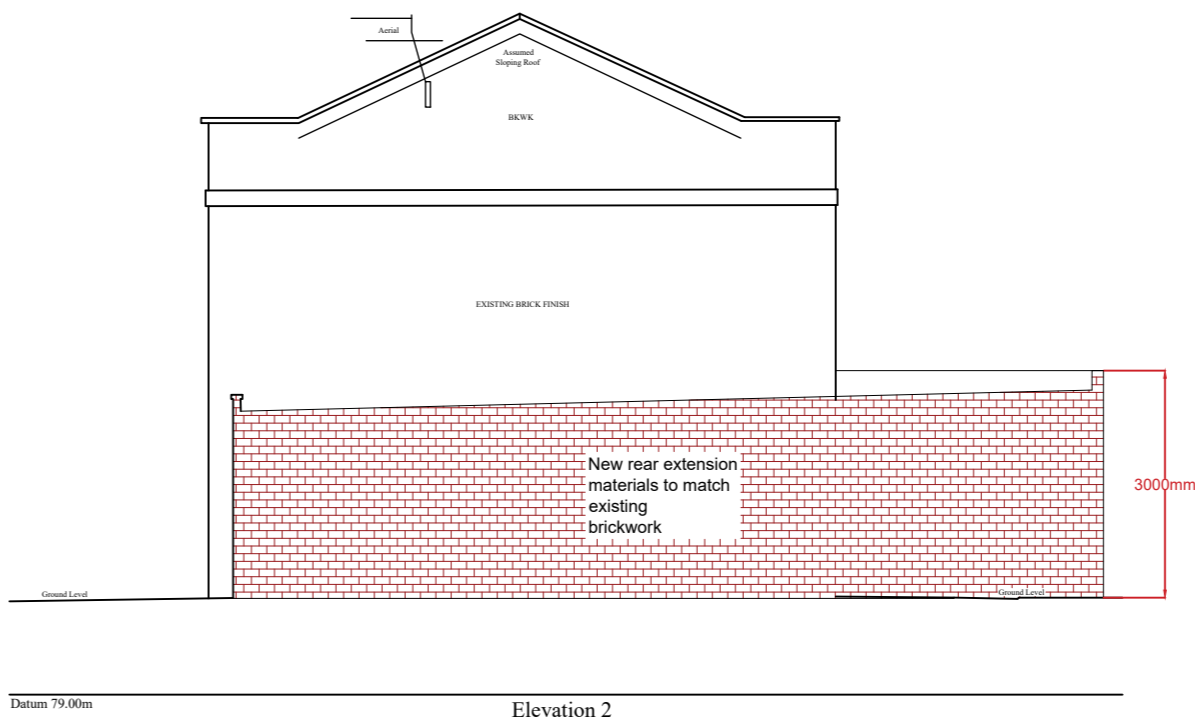 Aerial
Assumed
Sloping Roof
BKWK
EXISTING BRICK FINISH
New rear extension
materials to match
existing
brickwork
3000mm
Ground Level
Ground Level
Datum 79.00m
Elevation 2